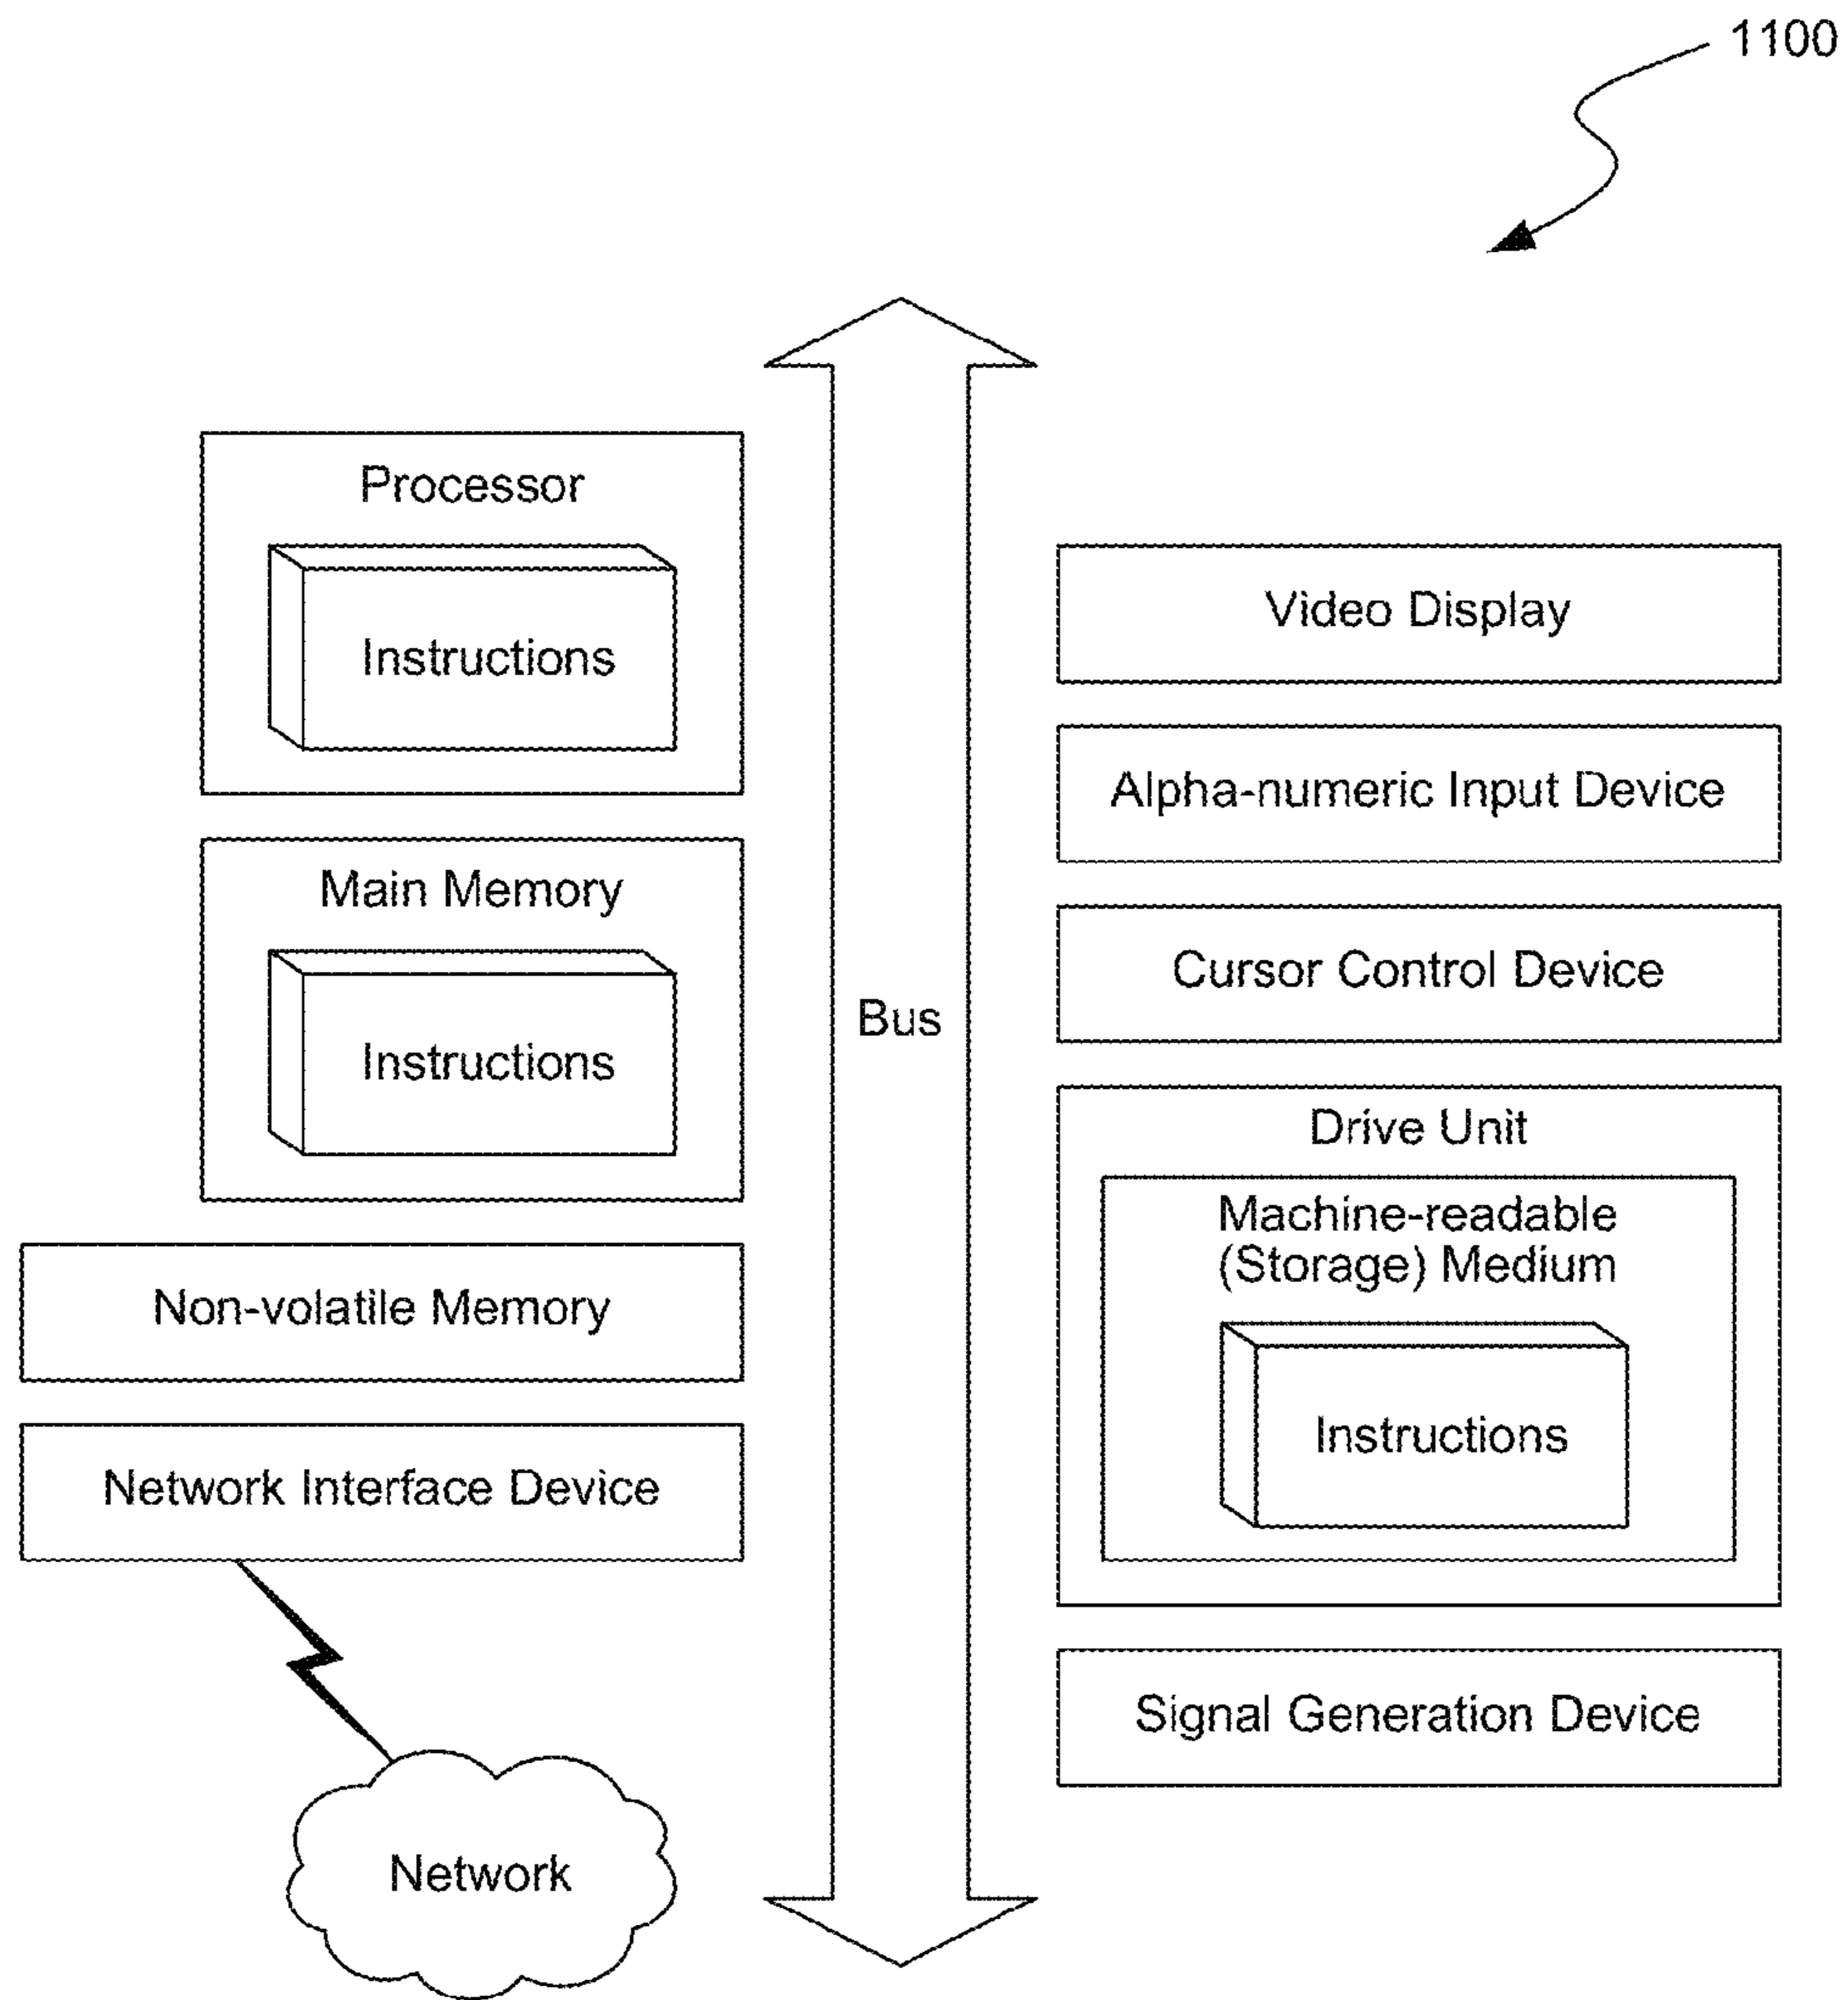 1100
Processor
Instructions
Main Memory
Instructions
Non-volatile Memory
Network Interface Device
Network
Bus
Video Display
Alpha-numeric Input Device
Cursor Control Device
Drive Unit
Machine-readable
(Storage) Medium
Instructions
Signal Generation Device